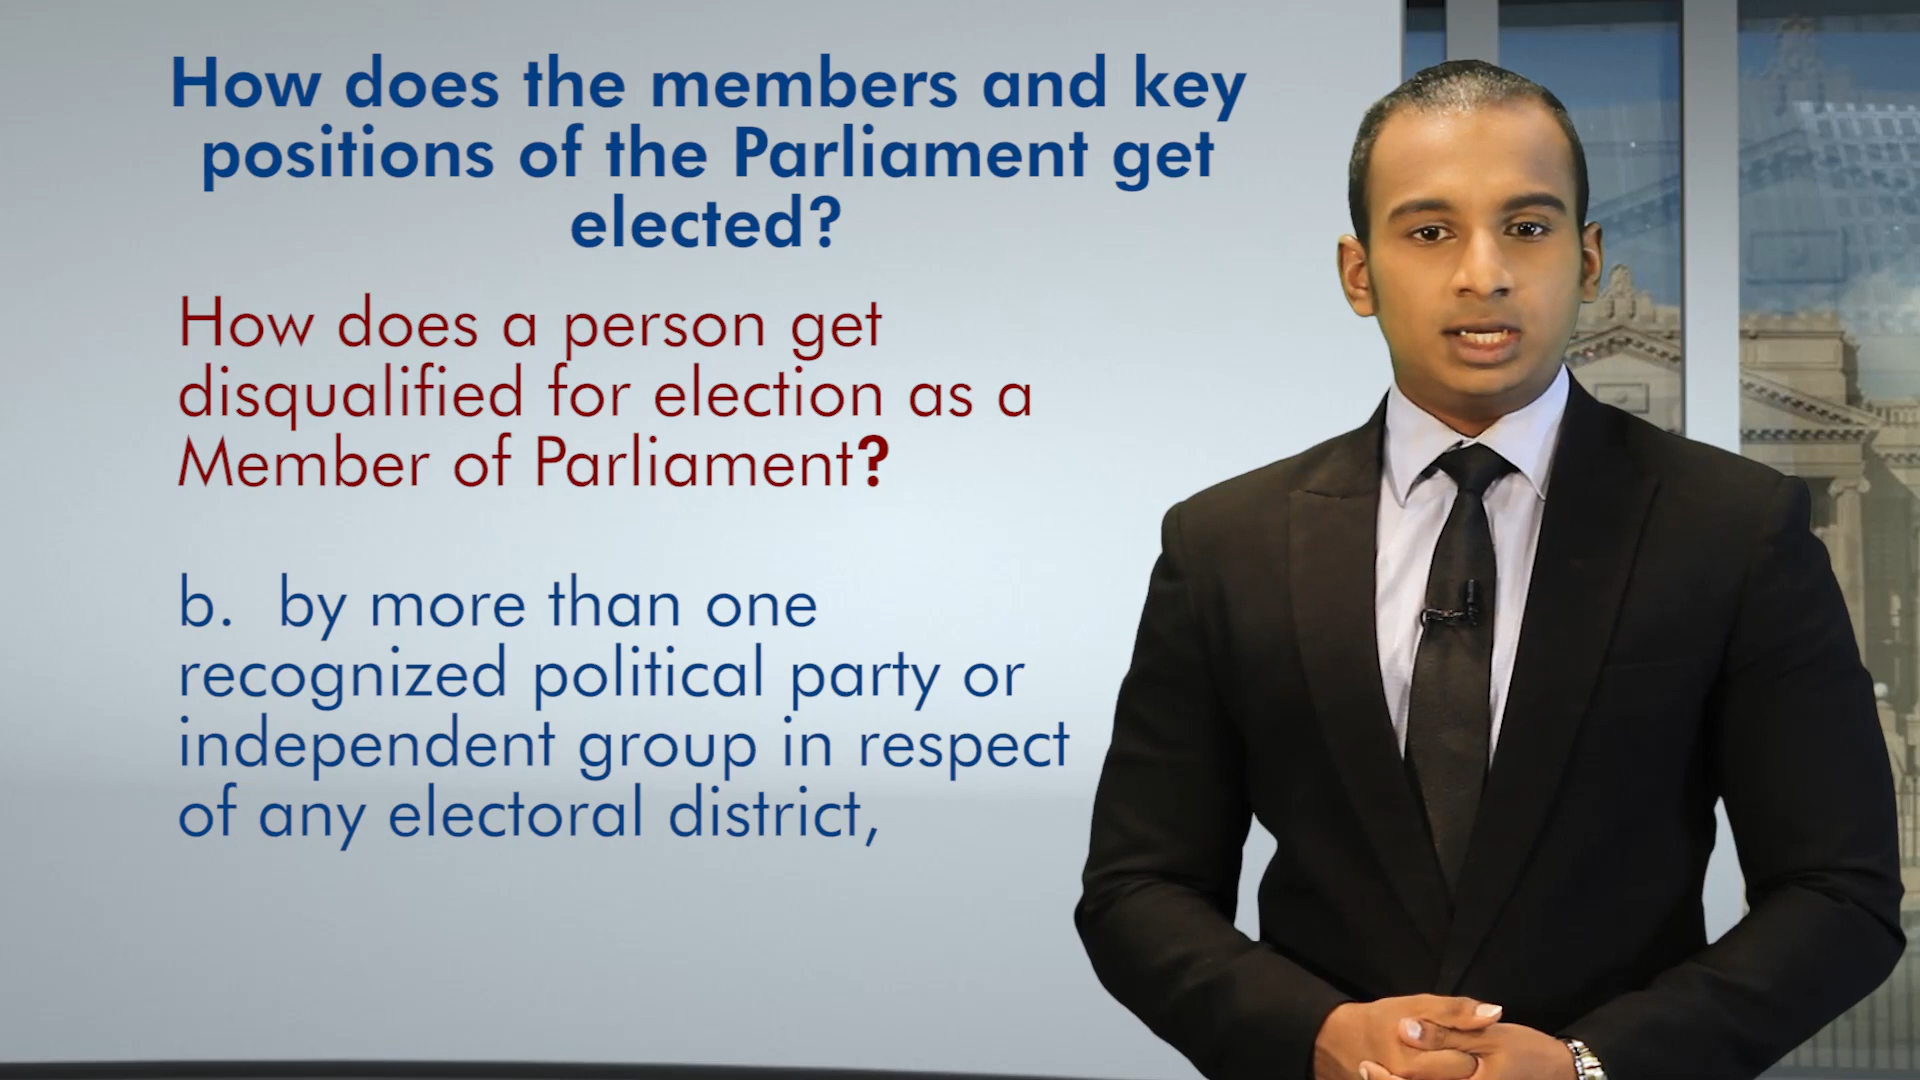 How does the members and key
positions of the Parliament get
elected?
How does a person get
disqualified for election as a
Member of Parliament?
b. by more than one
recognized political party or
independent group in respect
of any electoral district,